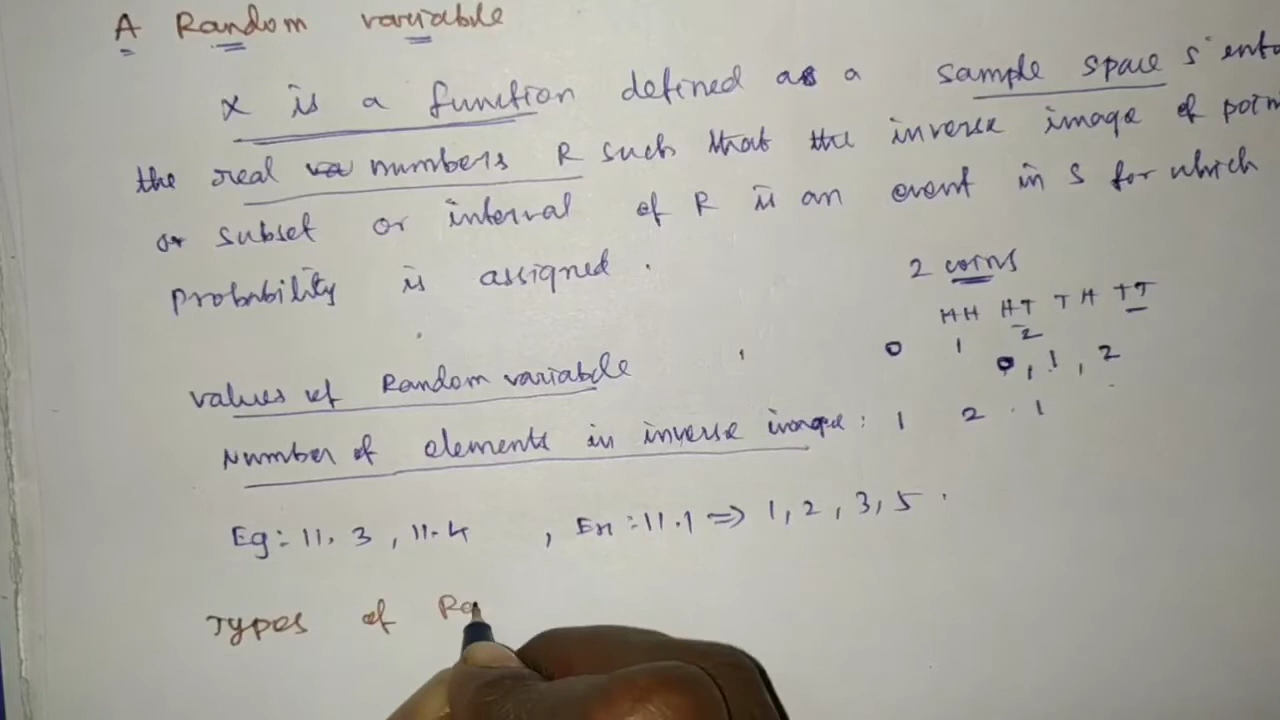 A Random variable
X is a function defined as a sample space S into
the real numbers R such that the inverse image of point
or subset or interval of R is an event in S for which
probability is assigned.
2 coins
HH HT TH TT
values of Random variable 0 1 2
0, 1, 2
Number of elements in inverse image: 1 2 1
Eg:- 11.3, 11.4, Ex:-11.1 ⇒ 1, 2, 3, 5.
Types of Ra